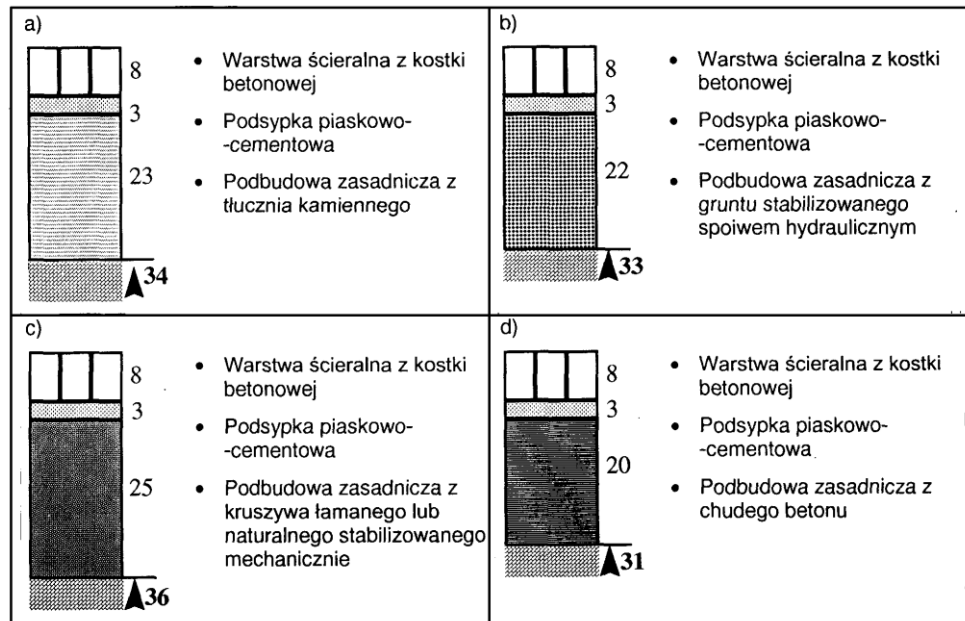 a)
8
3
23
34
• Warstwa ścieralna z kostki
betonowej
• Podsypka piaskowo-
-cementowa
• Podbudowa zasadnicza z
tłucznia kamiennego
b)
8
3
22
33
• Warstwa ścieralna z kostki
betonowej
• Podsypka piaskowo-
-cementowa
• Podbudowa zasadnicza z
gruntu stabilizowanego
spoiwem hydraulicznym
c)
8
3
25
36
• Warstwa ścieralna z kostki
betonowej
• Podsypka piaskowo-
-cementowa
• Podbudowa zasadnicza z
kruszywa łamanego lub
naturalnego stabilizowanego
mechanicznie
d)
8
3
20
31
• Warstwa ścieralna z kostki
betonowej
• Podsypka piaskowo-
-cementowa
• Podbudowa zasadnicza z
chudego betonu